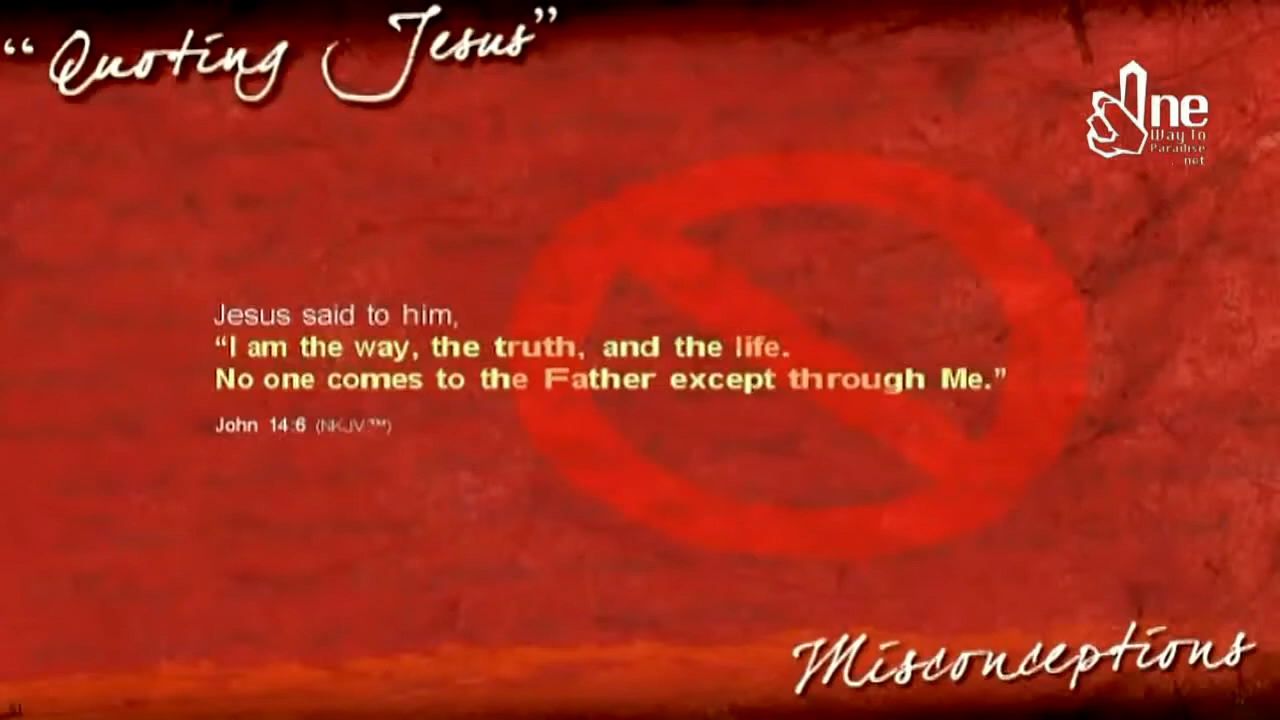 “Quoting Jesus”
One
Way To
Paradise
.net
Jesus said to him,
“I am the way, the truth, and the life.
No one comes to the Father except through Me.”
John 14:6 (NKJV™)
Misconceptions